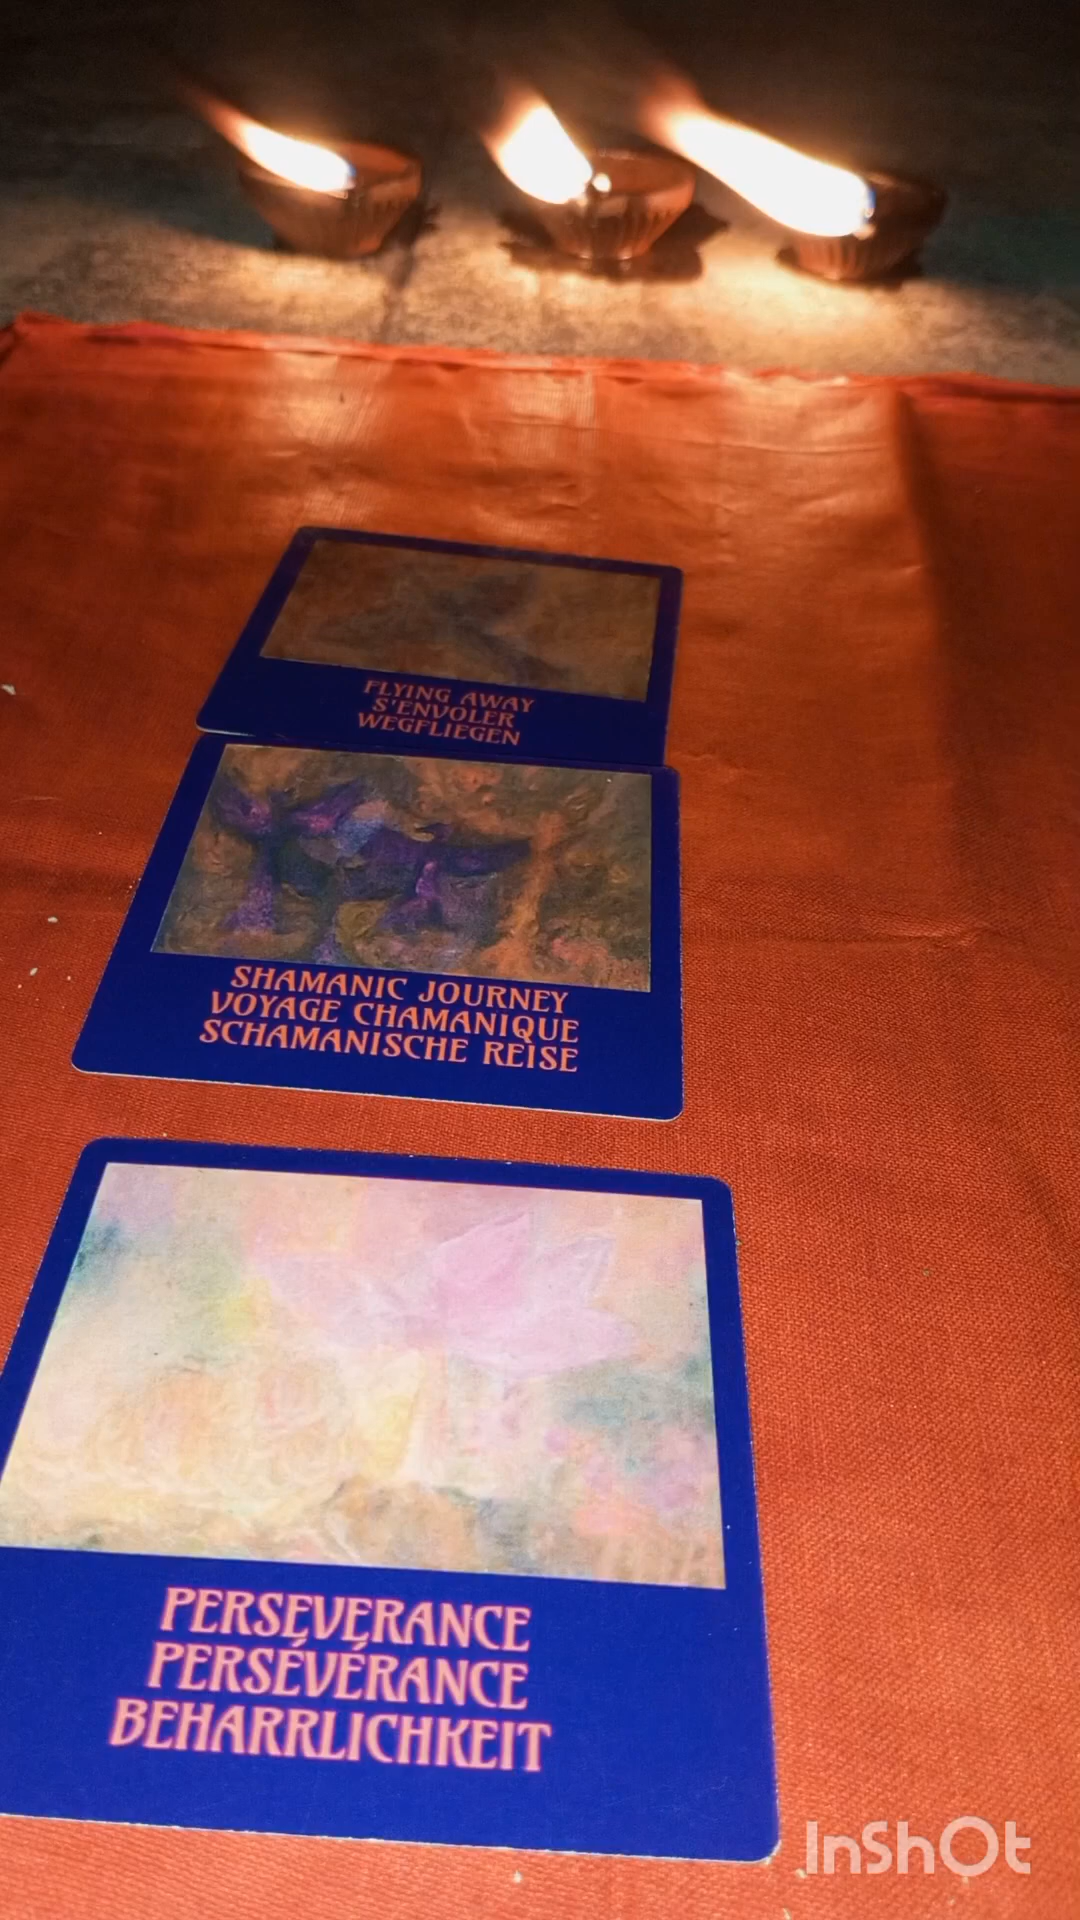 FLYING AWAY
S'ENVOLER
WEGFLIEGEN
SHAMANIC JOURNEY
VOYAGE CHAMANIQUE
SCHAMANISCHE REISE
PERSEVERANCE
PERSÉVÉRANCE
BEHARRLICHKEIT
InShOt